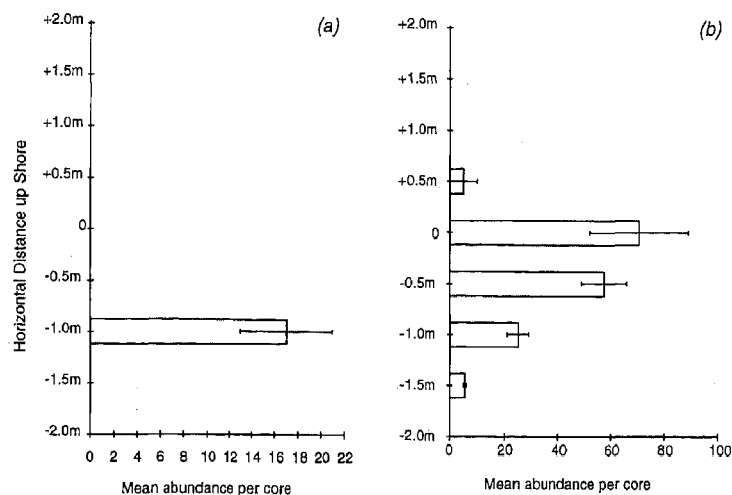 (a)
+2.0m
+1.5m
+1.0m
+0.5m
0
-0.5m
-1.0m
-1.5m
-2.0m
Horizontal Distance up Shore
0 2 4 6 8 10 12 14 16 18 20 22
Mean abundance per core
(b)
+2.0m
+1.5m
+1.0m
+0.5m
0
-0.5m
-1.0m
-1.5m
-2.0m
0 20 40 60 80 100
Mean abundance per core